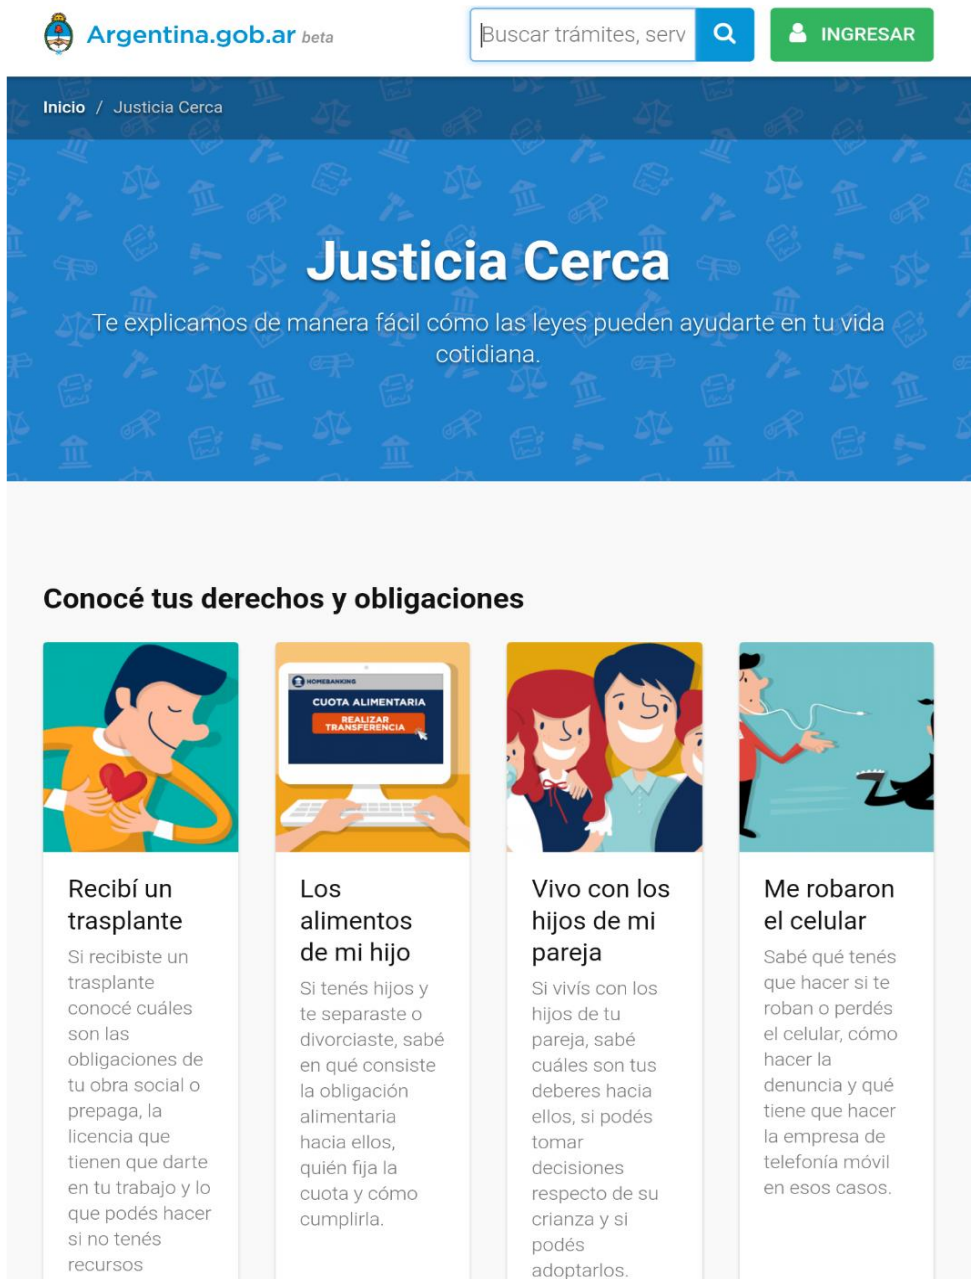 Argentina.gob.ar beta
Buscar trámites, serv
INGRESAR
Inicio / Justicia Cerca
Justicia Cerca
Te explicamos de manera fácil cómo las leyes pueden ayudarte en tu vida
cotidiana.
Conocé tus derechos y obligaciones
HOMEBANKING
CUOTA ALIMENTARIA
REALIZAR
TRANSFERENCIA
Recibí un
trasplante
Si recibiste un
trasplante
conocé cuáles
son las
obligaciones de
tu obra social o
prepaga, la
licencia que
tienen que darte
en tu trabajo y lo
que podés hacer
si no tenés
recursos
Los
alimentos
de mi hijo
Si tenés hijos y
te separaste o
divorciaste, sabé
en qué consiste
la obligación
alimentaria
hacia ellos,
quién fija la
cuota y cómo
cumplirla.
Vivo con los
hijos de mi
pareja
Si vivís con los
hijos de tu
pareja, sabé
cuáles son tus
deberes hacia
ellos, si podés
tomar
decisiones
respecto de su
crianza y si
podés
adoptarlos.
Me robaron
el celular
Sabé qué tenés
que hacer si te
roban o perdés
el celular, cómo
hacer la
denuncia y qué
tiene que hacer
la empresa de
telefonía móvil
en esos casos.